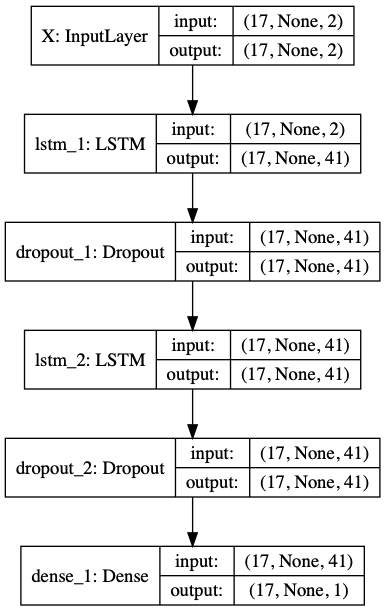 X: InputLayer
input: (17, None, 2)
output: (17, None, 2)
lstm_1: LSTM
input: (17, None, 2)
output: (17, None, 41)
dropout_1: Dropout
input: (17, None, 41)
output: (17, None, 41)
lstm_2: LSTM
input: (17, None, 41)
output: (17, None, 41)
dropout_2: Dropout
input: (17, None, 41)
output: (17, None, 41)
dense_1: Dense
input: (17, None, 41)
output: (17, None, 1)